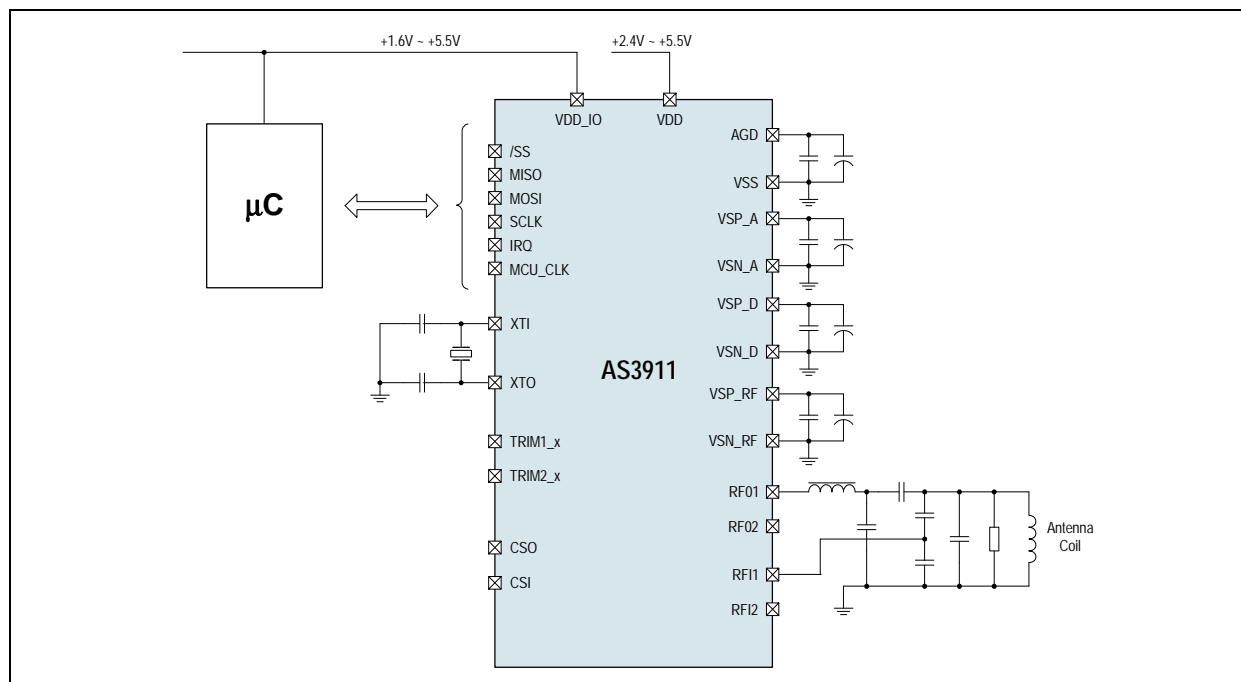 +1.6V ~ +5.5V
+2.4V ~ +5.5V
VDD_IO
VDD
µC
/SS
MISO
MOSI
SCLK
IRQ
MCU_CLK
XTI
XTO
TRIM1_x
TRIM2_x
CSO
CSI
AS3911
AGD
VSS
VSP_A
VSN_A
VSP_D
VSN_D
VSP_RF
VSN_RF
RF01
RF02
RFI1
RFI2
Antenna
Coil